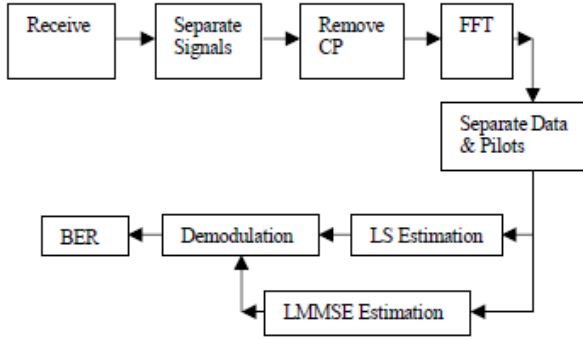 Receive
Separate
Signals
Remove
CP
FFT
Separate Data
& Pilots
BER
Demodulation
LS Estimation
LMMSE Estimation